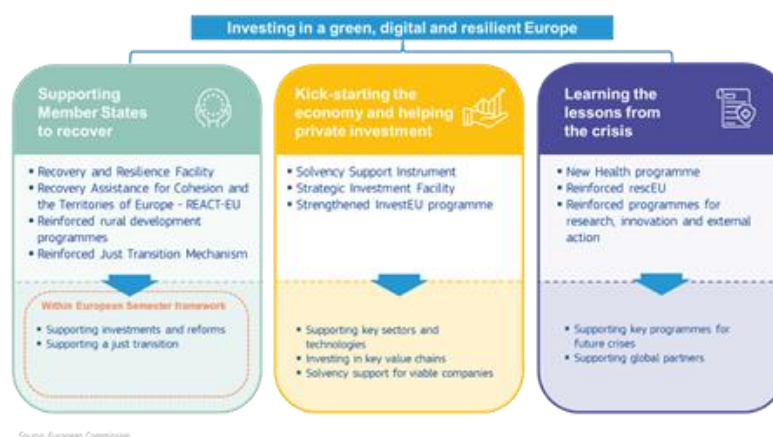 Investing in a green, digital and resilient Europe
Supporting
Member States
to recover
▪ Recovery and Resilience Facility
▪ Recovery Assistance for Cohesion and
the Territories of Europe - REACT-EU
▪ Reinforced rural development
programmes
▪ Reinforced Just Transition Mechanism
Within European Semester framework
▪ Supporting investments and reforms
▪ Supporting a just transition
Kick-starting the
economy and helping
private investment
▪ Solvency Support Instrument
▪ Strategic Investment Facility
▪ Strengthened InvestEU programme
▪ Supporting key sectors and
technologies
▪ Investing in key value chains
▪ Solvency support for viable companies
Learning the
lessons from
the crisis
▪ New Health programme
▪ Reinforced rescEU
▪ Reinforced programmes for
research, innovation and external
action
▪ Supporting key programmes for
future crises
▪ Supporting global partners
Source: European Commission